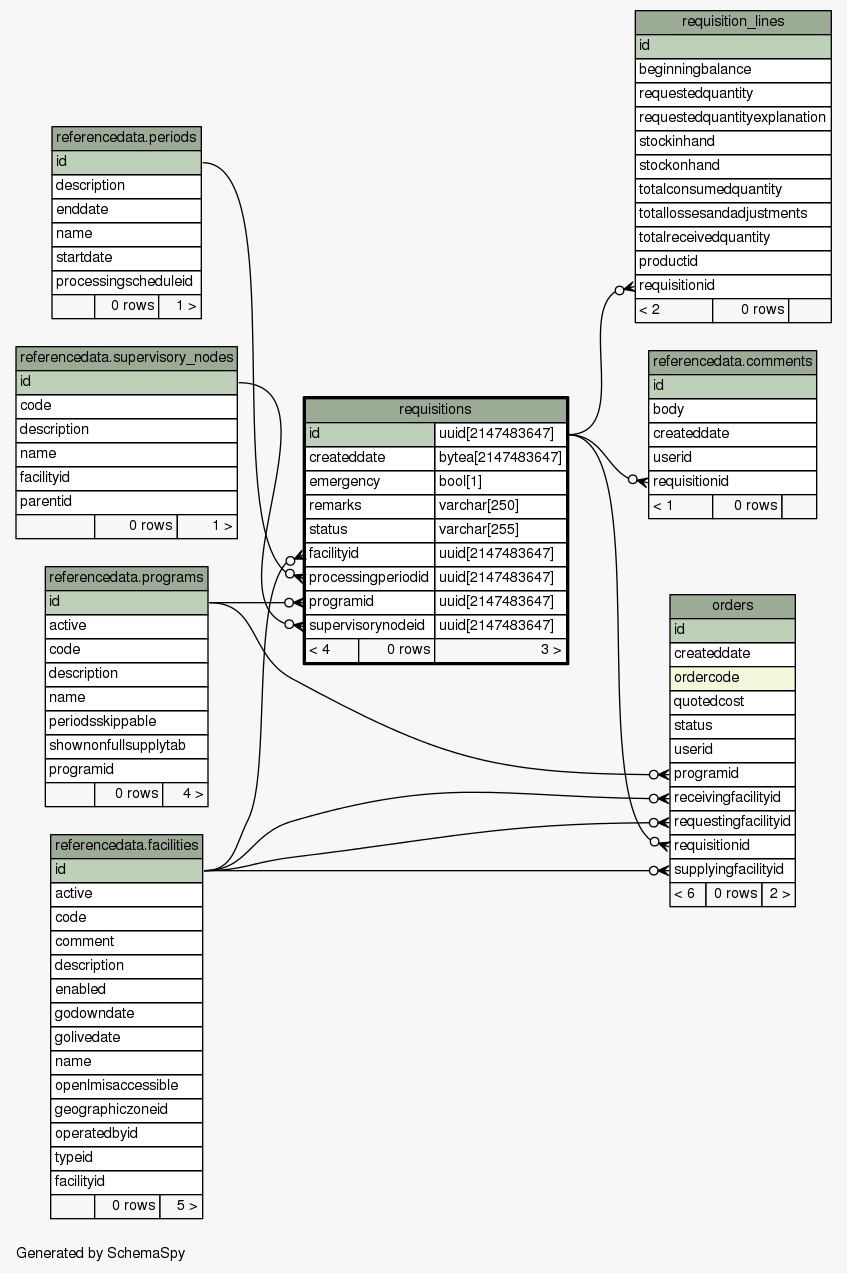 requisition_lines
id
beginningbalance
requestedquantity
requestedquantityexplanation
stockinhand
stockonhand
totalconsumedquantity
totallossesandadjustments
totalreceivedquantity
productid
requisitionid
< 2 0 rows
referencedata.periods
id
description
enddate
name
startdate
processingscheduleid
0 rows 1 >
referencedata.supervisory_nodes
id
code
description
name
facilityid
parentid
0 rows 1 >
referencedata.comments
id
body
createddate
userid
requisitionid
< 1 0 rows
requisitions
id uuid[2147483647]
createddate bytea[2147483647]
emergency bool[1]
remarks varchar[250]
status varchar[255]
facilityid uuid[2147483647]
processingperiodid uuid[2147483647]
programid uuid[2147483647]
supervisorynodeid uuid[2147483647]
< 4 0 rows 3 >
referencedata.programs
id
active
code
description
name
periodsskippable
shownonfullsupplytab
programid
0 rows 4 >
orders
id
createddate
ordercode
quotedcost
status
userid
programid
receivingfacilityid
requestingfacilityid
requisitionid
supplyingfacilityid
< 6 0 rows 2 >
referencedata.facilities
id
active
code
comment
description
enabled
godowndate
golivedate
name
openlmisaccessible
geographiczoneid
operatedbyid
typeid
facilityid
0 rows 5 >
Generated by SchemaSpy